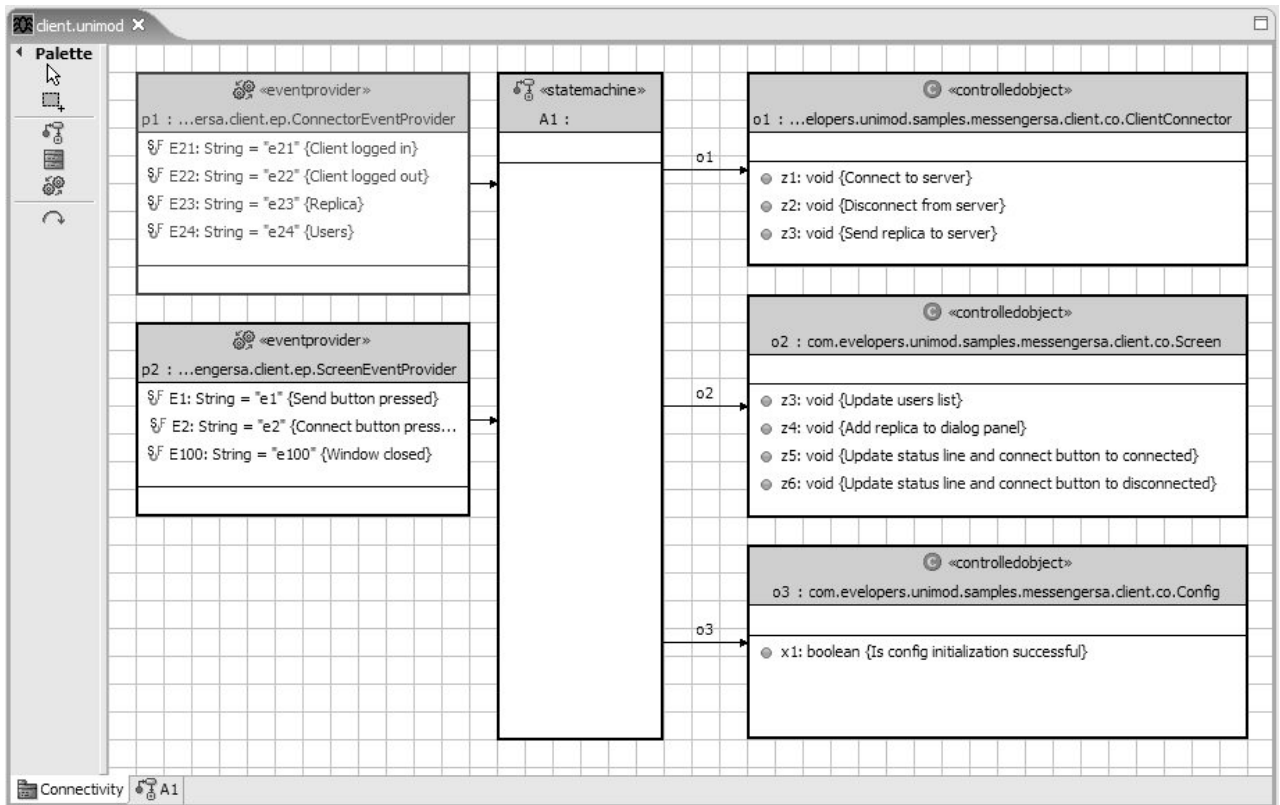 client.unimod
Palette
«eventprovider»
p1 : ...ersa.client.ep.ConnectorEventProvider
E21: String = "e21" {Client logged in}
E22: String = "e22" {Client logged out}
E23: String = "e23" {Replica}
E24: String = "e24" {Users}
«eventprovider»
p2 : ...engersa.client.ep.ScreenEventProvider
E1: String = "e1" {Send button pressed}
E2: String = "e2" {Connect button press...
E100: String = "e100" {Window closed}
«statemachine»
A1 :
o1
o2
o3
«controlledobject»
o1 : ...elopers.unimod.samples.messengersa.client.co.ClientConnector
z1: void {Connect to server}
z2: void {Disconnect from server}
z3: void {Send replica to server}
«controlledobject»
o2 : com.evelopers.unimod.samples.messengersa.client.co.Screen
z3: void {Update users list}
z4: void {Add replica to dialog panel}
z5: void {Update status line and connect button to connected}
z6: void {Update status line and connect button to disconnected}
«controlledobject»
o3 : com.evelopers.unimod.samples.messengersa.client.co.Config
x1: boolean {Is config initialization successful}
Connectivity
A1